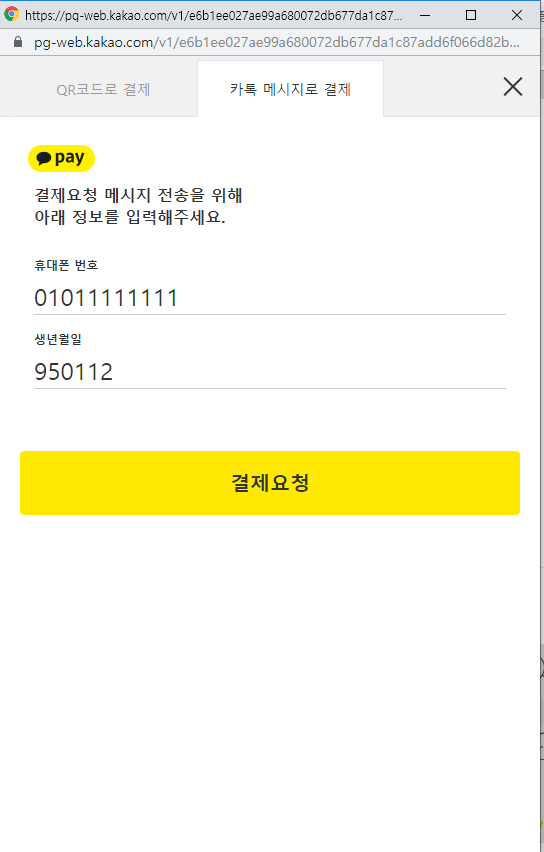 https://pg-web.kakao.com/v1/e6b1ee027ae99a680072db677da1c87...
pg-web.kakao.com/v1/e6b1ee027ae99a680072db677da1c87add6f066d82b...
QR코드로 결제
카톡 메시지로 결제
pay
결제요청 메시지 전송을 위해
아래 정보를 입력해주세요.
휴대폰 번호
01011111111
생년월일
950112
결제요청